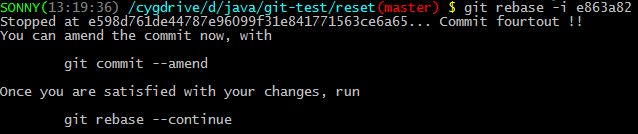 SONNY(13:19:36) /cygdrive/d/java/git-test/reset(master) $ git rebase -i e863a82
Stopped at e598d761de44787e96099f31e841771563ce6a65... Commit fourtout !!
You can amend the commit now, with
git commit --amend
Once you are satisfied with your changes, run
git rebase --continue